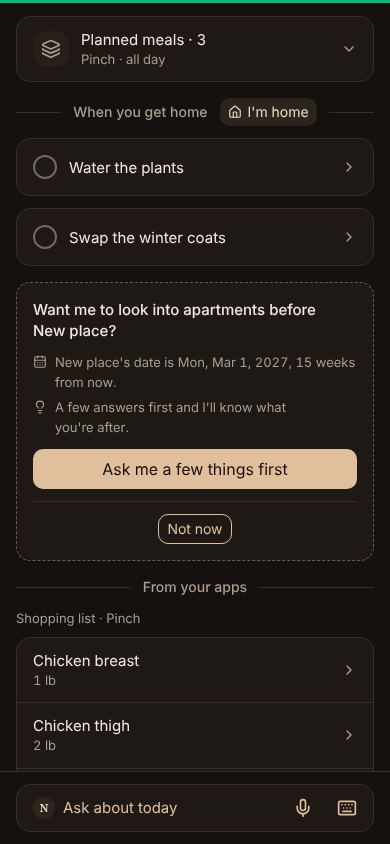 Planned meals · 3
Pinch · all day
When you get home
I'm home
Water the plants
Swap the winter coats
Want me to look into apartments before
New place?
New place's date is Mon, Mar 1, 2027, 15 weeks
from now.
A few answers first and I'll know what
you're after.
Ask me a few things first
Not now
From your apps
Shopping list · Pinch
Chicken breast
1 lb
Chicken thigh
2 lb
N
Ask about today